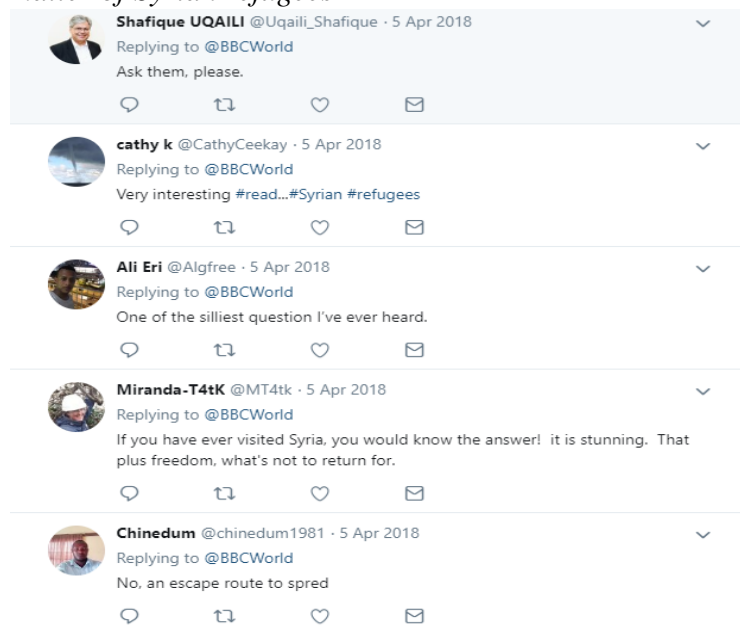 Shafique UQAILI @Uqaili_Shafique · 5 Apr 2018
Replying to @BBCWorld
Ask them, please.
cathy k @CathyCeekay · 5 Apr 2018
Replying to @BBCWorld
Very interesting #read...#Syrian #refugees
Ali Eri @Algfree · 5 Apr 2018
Replying to @BBCWorld
One of the silliest question I've ever heard.
Miranda-T4tK @MT4tk · 5 Apr 2018
Replying to @BBCWorld
If you have ever visited Syria, you would know the answer!  it is stunning.  That
plus freedom, what's not to return for.
Chinedum @chinedum1981 · 5 Apr 2018
Replying to @BBCWorld
No, an escape route to spred